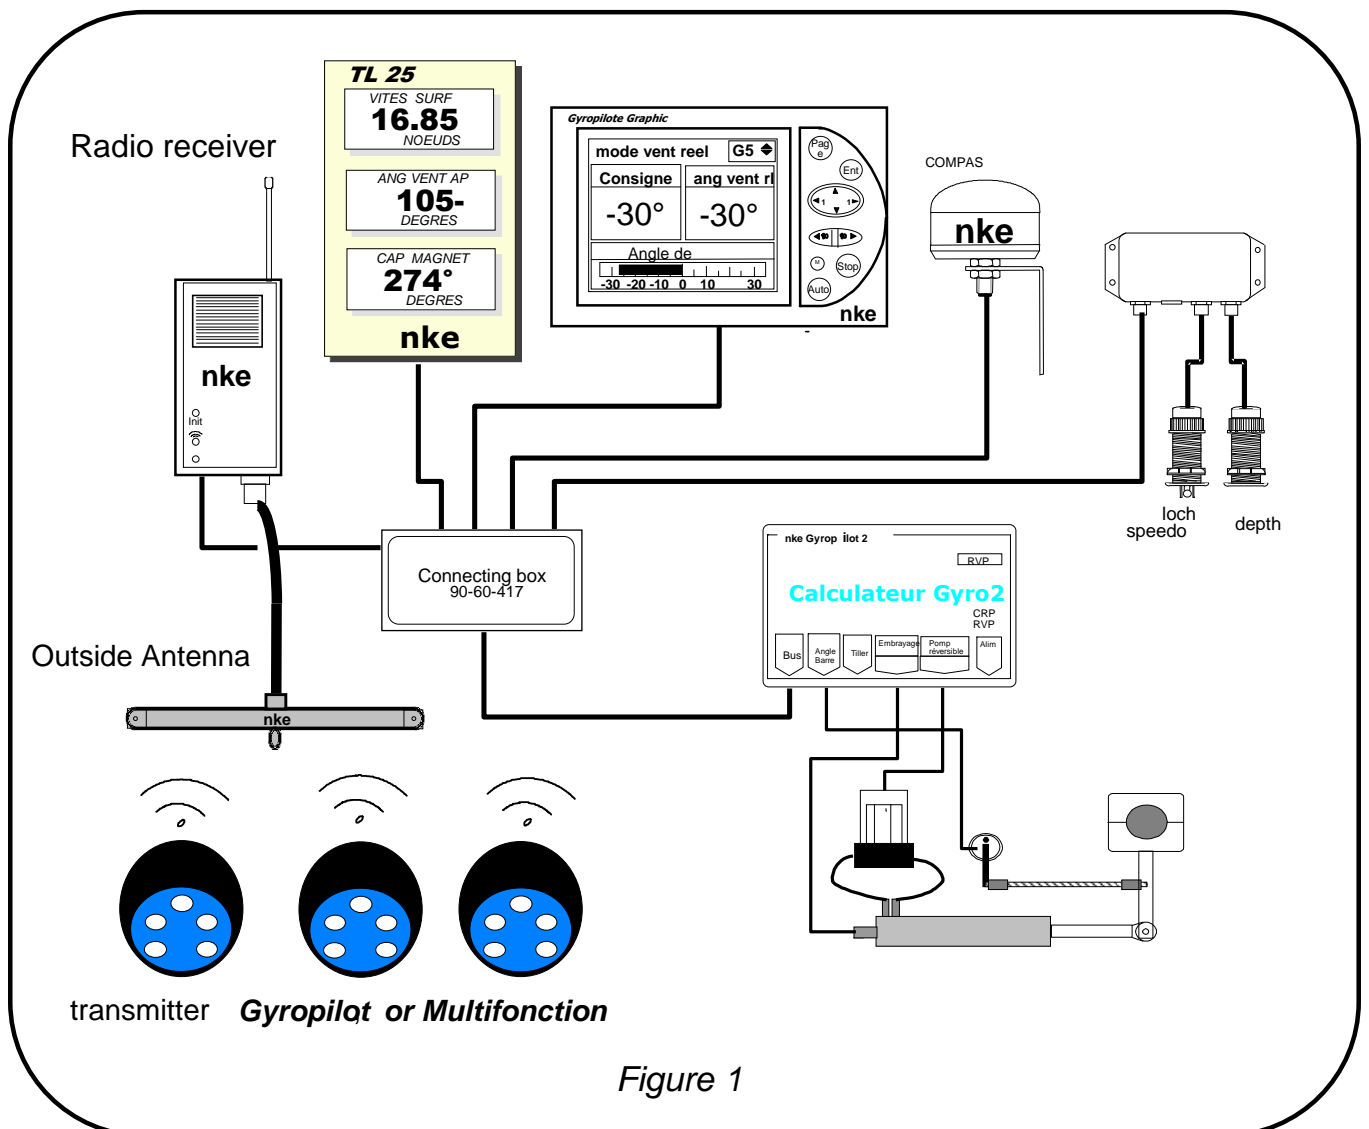 TL 25
VITES SURF
16.85
NOEUDS
ANG VENT AP
105-
DEGRES
CAP MAGNET
274°
DEGRES
nke
Radio receiver
nke
Init
Gyropilote Graphic
mode vent reel G5
Consigne ang vent rl
-30° -30°
Angle de
-30 -20 -10 0 10 30
Pag
e
Ent
1 1
Stop
M
Auto
nke
COMPAS
nke
loch
speedo
depth
Connecting box
90-60-417
nke Gyrop ilot 2
RVP
Calculateur Gyro2
CRP
RVP
Bus
Angle
Barre
Tiller
Embrayage
Pomp
réversible
Alim
Outside Antenna
nke
transmitter Gyropilot, or Multifonction
Figure 1